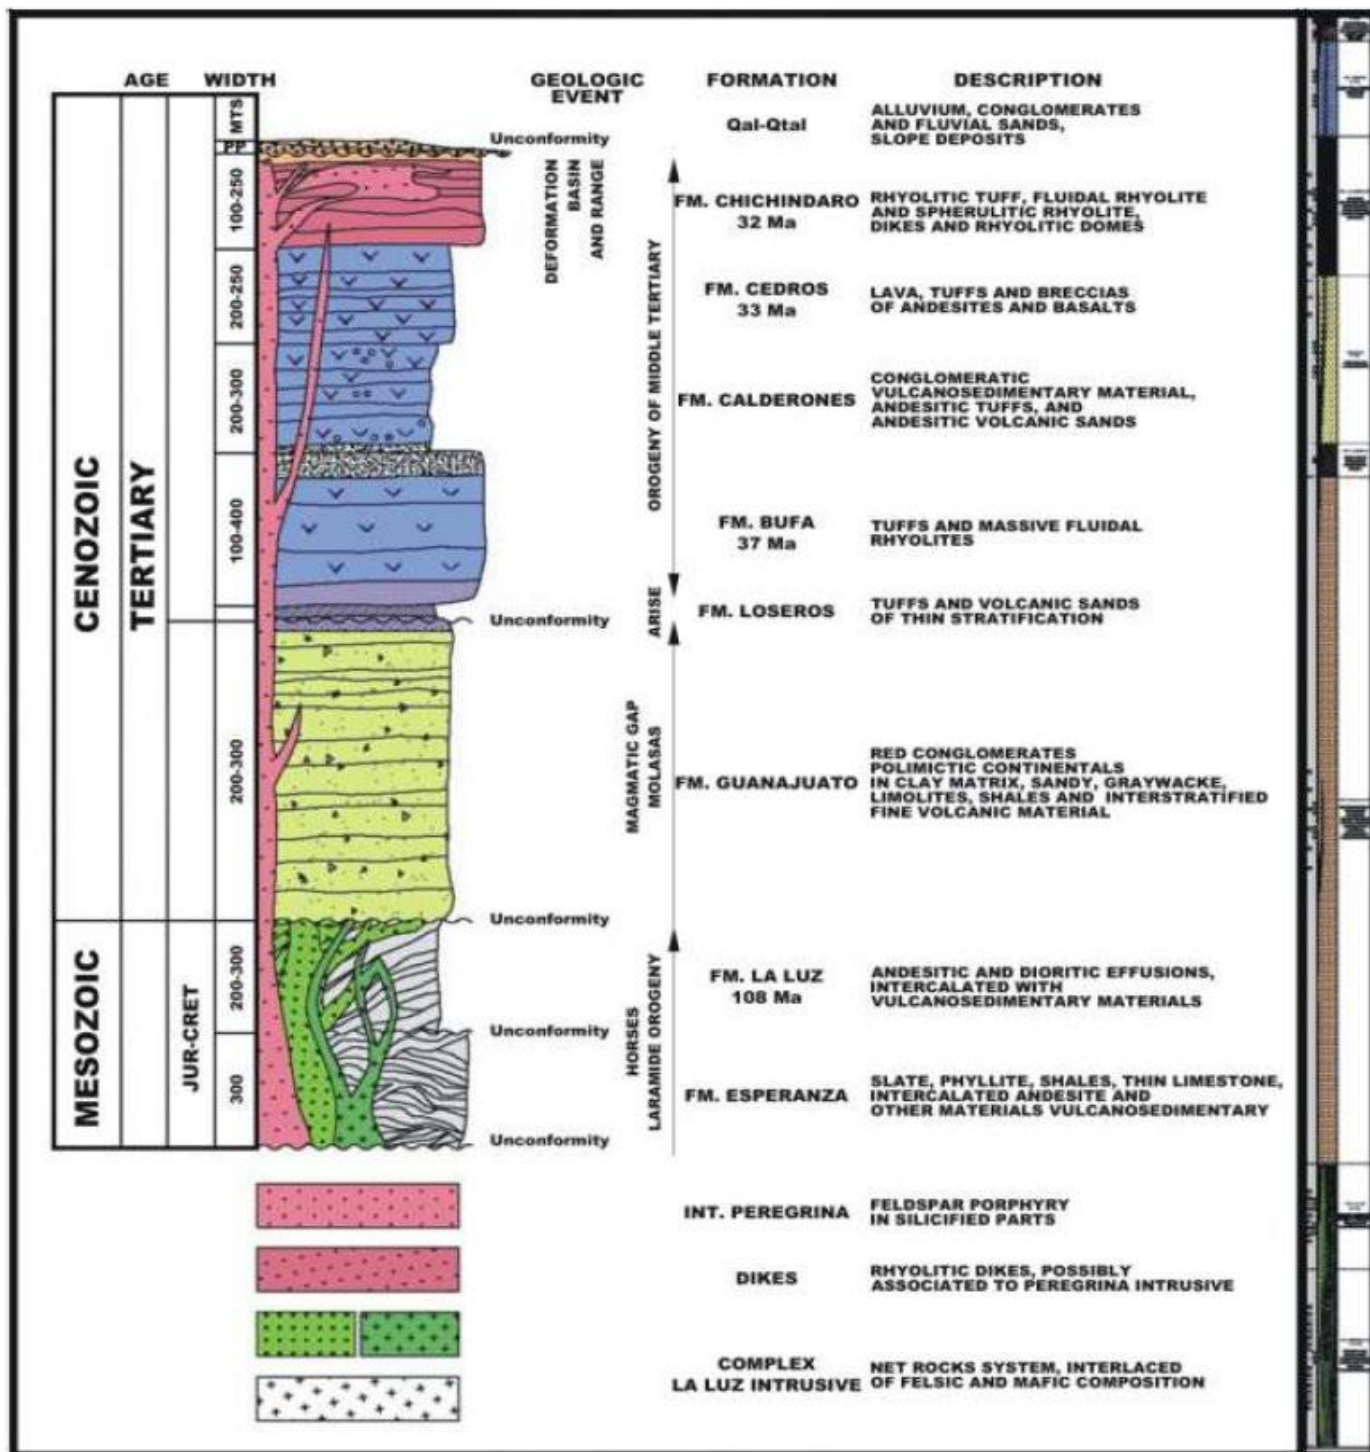 AGE
WIDTH
GEOLOGIC
EVENT
FORMATION
DESCRIPTION
MTS
Unconformity
Qal-Qtal
ALLUVIUM, CONGLOMERATES
AND FLUVIAL SANDS,
SLOPE DEPOSITS
PP
100-250
DEFORMATION
BASIN
AND RANGE
FM. CHICHINDARO
32 Ma
RHYOLITIC TUFF, FLUIDAL RHYOLITE
AND SPHERULITIC RHYOLITE,
DIKES AND RHYOLITIC DOMES
200-250
OROGENY OF MIDDLE TERTIARY
FM. CEDROS
33 Ma
LAVA, TUFFS AND BRECCIAS
OF ANDESITES AND BASALTS
200-300
FM. CALDERONES
CONGLOMERATIC
VULCANOSEDIMENTARY MATERIAL,
ANDESITIC TUFFS, AND
ANDESITIC VOLCANIC SANDS
CENOZOIC
TERTIARY
100-400
FM. BUFA
37 Ma
TUFFS AND MASSIVE FLUIDAL
RHYOLITES
Unconformity
ARISE
FM. LOSEROS
TUFFS AND VOLCANIC SANDS
OF THIN STRATIFICATION
200-300
MAGMATIC GAP
MOLASAS
FM. GUANAJUATO
RED CONGLOMERATES
POLIMICTIC CONTINENTALS
IN CLAY MATRIX, SANDY, GRAYWACKE,
LIMOLITES, SHALES AND INTERSTRATIFIED
FINE VOLCANIC MATERIAL
Unconformity
MESOZOIC
JUR-CRET
200-300
HORSES
LARAMIDE OROGENY
FM. LA LUZ
108 Ma
ANDESITIC AND DIORITIC EFFUSIONS,
INTERCALATED WITH
VULCANOSEDIMENTARY MATERIALS
Unconformity
300
FM. ESPERANZA
SLATE, PHYLLITE, SHALES, THIN LIMESTONE,
INTERCALATED ANDESITE AND
OTHER MATERIALS VULCANOSEDIMENTARY
Unconformity
INT. PEREGRINA
FELDSPAR PORPHYRY
IN SILICIFIED PARTS
DIKES
RHYOLITIC DIKES, POSSIBLY
ASSOCIATED TO PEREGRINA INTRUSIVE
COMPLEX
LA LUZ INTRUSIVE
NET ROCKS SYSTEM, INTERLACED
OF FELSIC AND MAFIC COMPOSITION